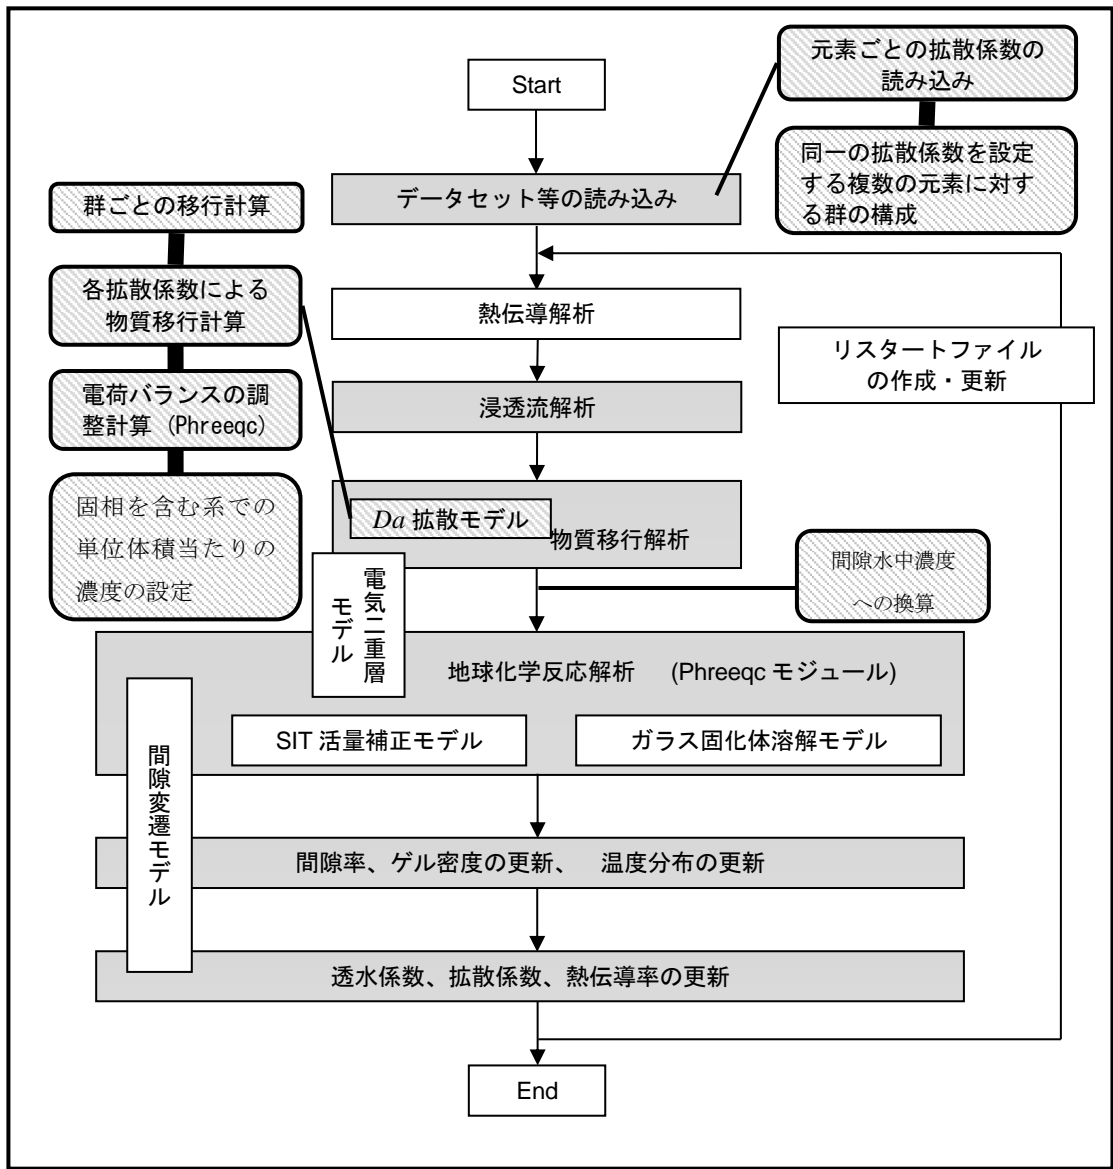 Start
元素ごとの拡散係数の
読み込み
同一の拡散係数を設定
する複数の元素に対す
る群の構成
データセット等の読み込み
群ごとの移行計算
各拡散係数による
物質移行計算
電荷バランスの調
整計算（Phreeqc）
固相を含む系での
単位体積当たりの
濃度の設定
熱伝導解析
リスタートファイル
の作成・更新
浸透流解析
Da 拡散モデル
物質移行解析
間隙水中濃度
への換算
電気二重層
モデル
地球化学反応解析　(Phreeqc モジュール)
SIT 活量補正モデル
ガラス固化体溶解モデル
間隙変遷モデル
間隙率、ゲル密度の更新、　温度分布の更新
透水係数、拡散係数、熱伝導率の更新
End